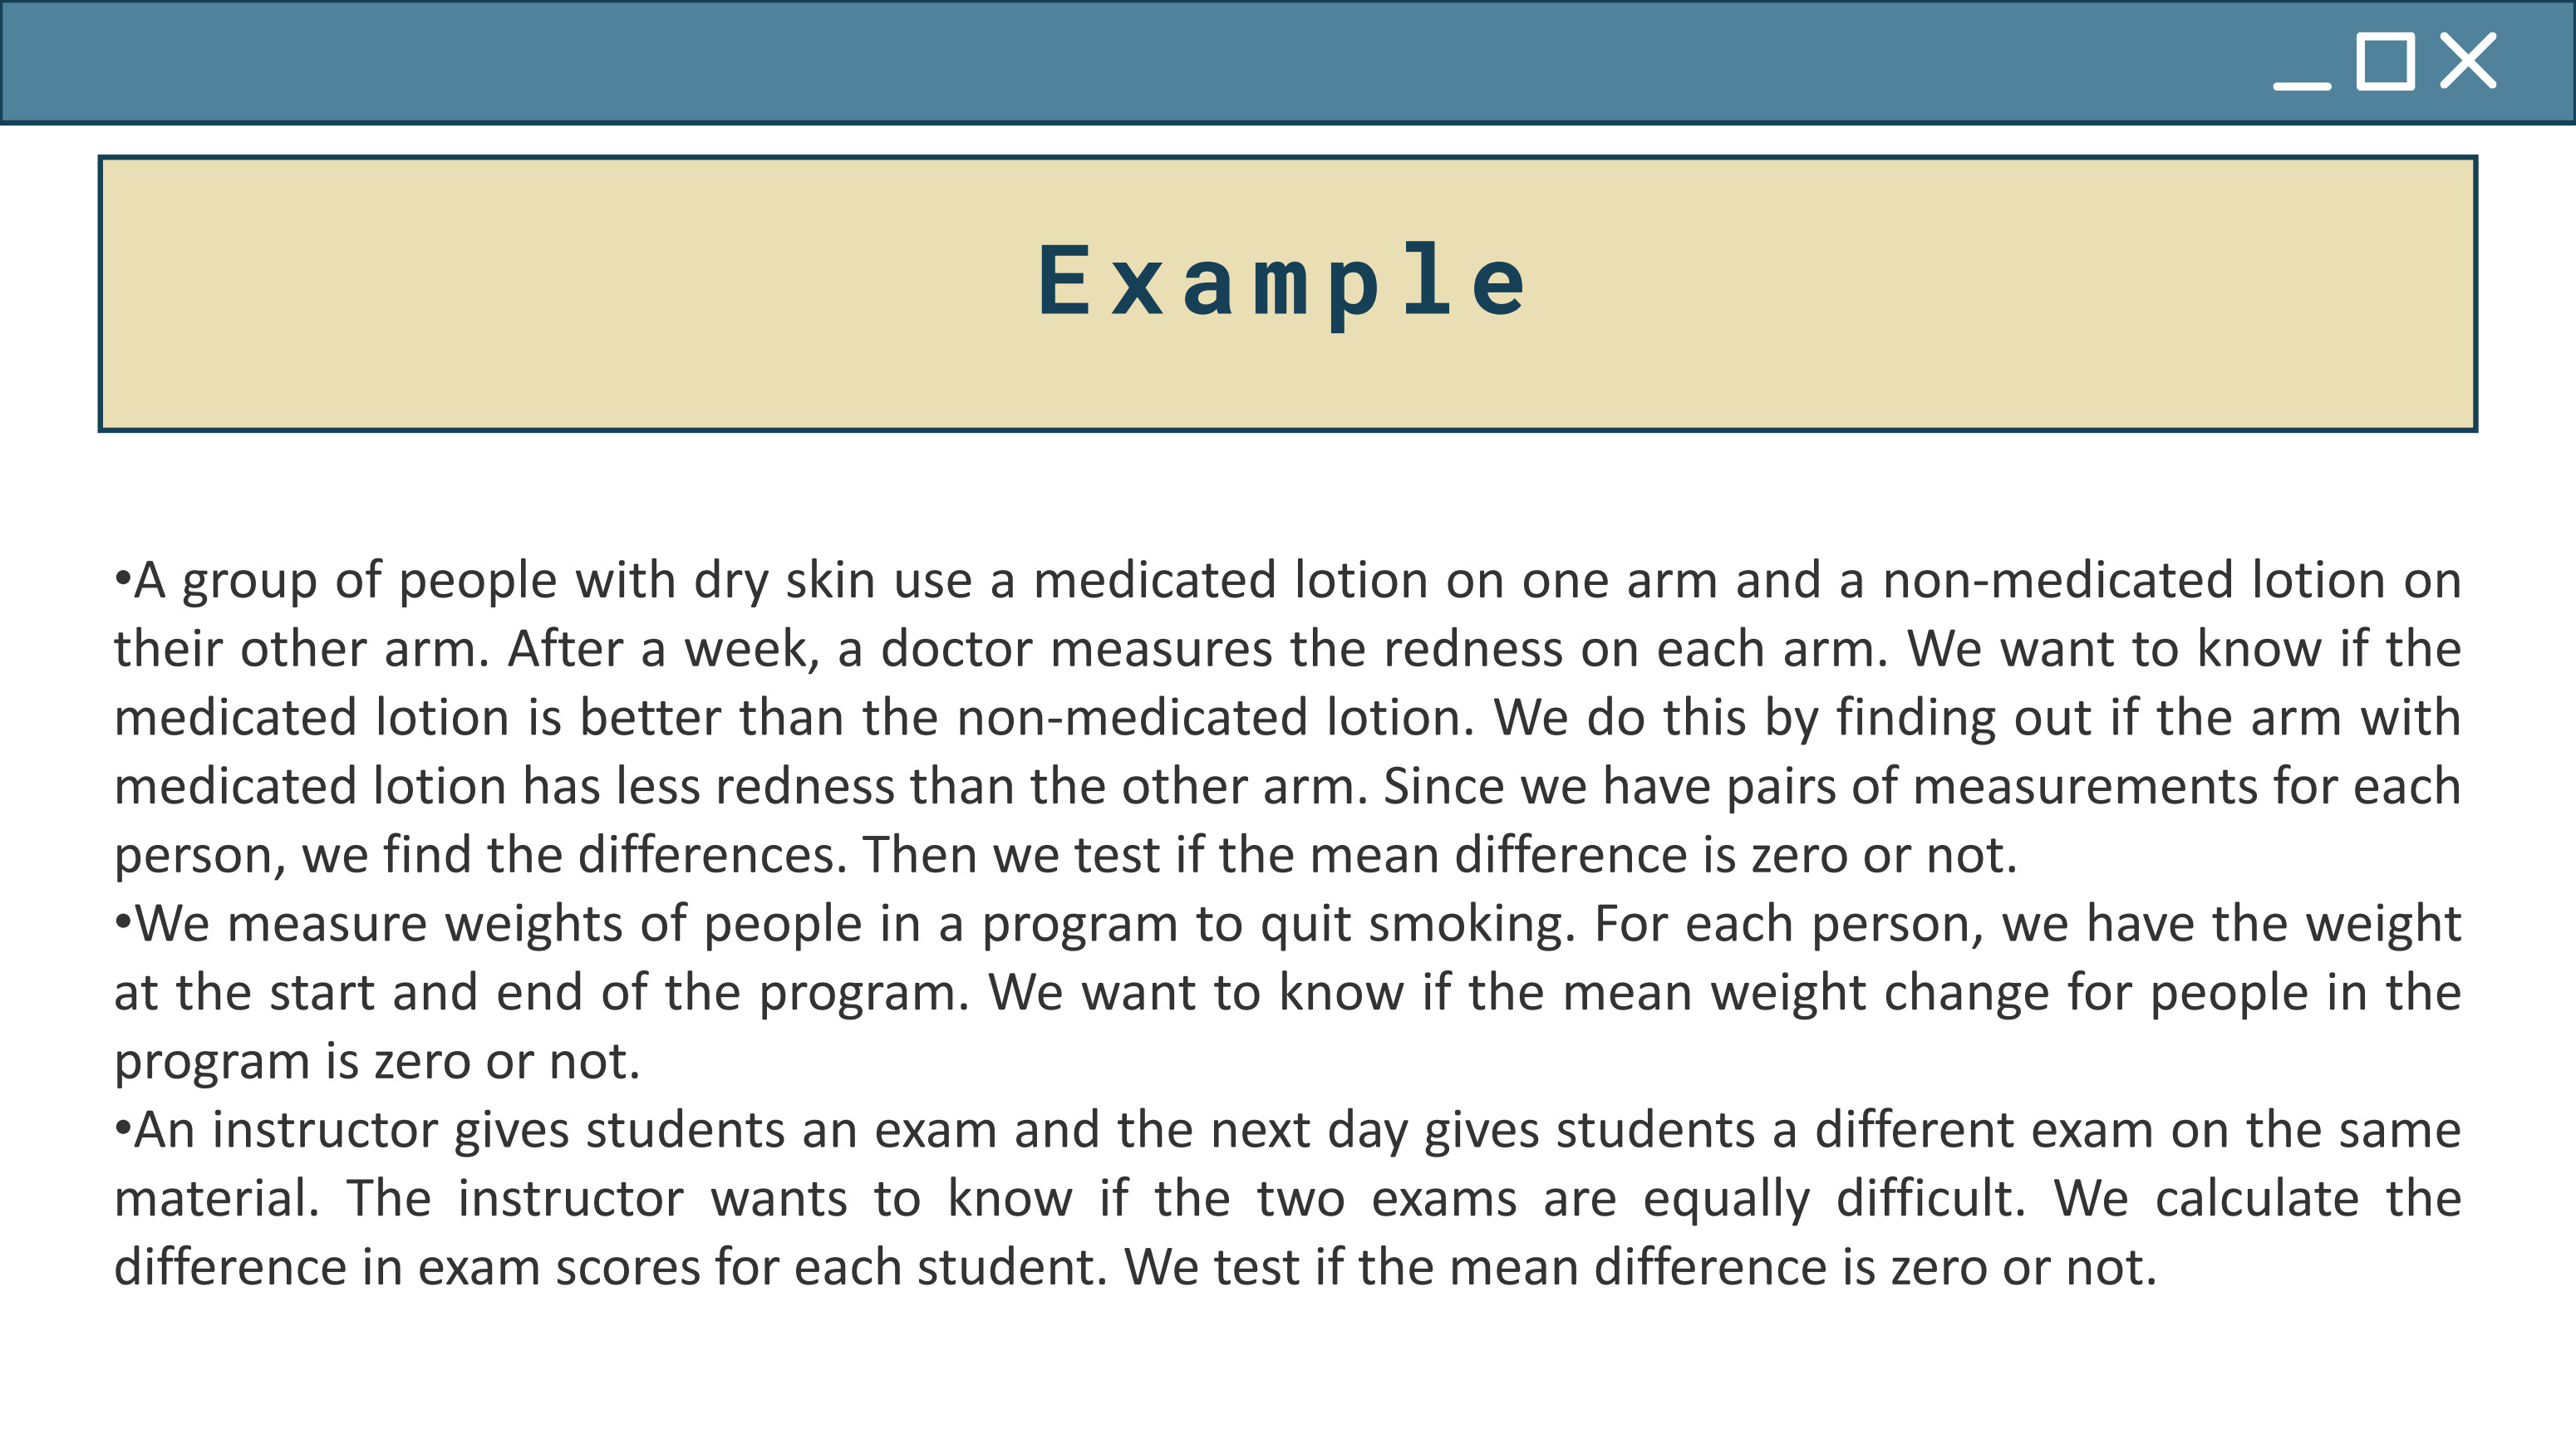 Example
•A group of people with dry skin use a medicated lotion on one arm and a non-medicated lotion on
their other arm. After a week, a doctor measures the redness on each arm. We want to know if the
medicated lotion is better than the non-medicated lotion. We do this by finding out if the arm with
medicated lotion has less redness than the other arm. Since we have pairs of measurements for each
person, we find the differences. Then we test if the mean difference is zero or not.
•We measure weights of people in a program to quit smoking. For each person, we have the weight
at the start and end of the program. We want to know if the mean weight change for people in the
program is zero or not.
•An instructor gives students an exam and the next day gives students a different exam on the same
material. The instructor wants to know if the two exams are equally difficult. We calculate the
difference in exam scores for each student. We test if the mean difference is zero or not.